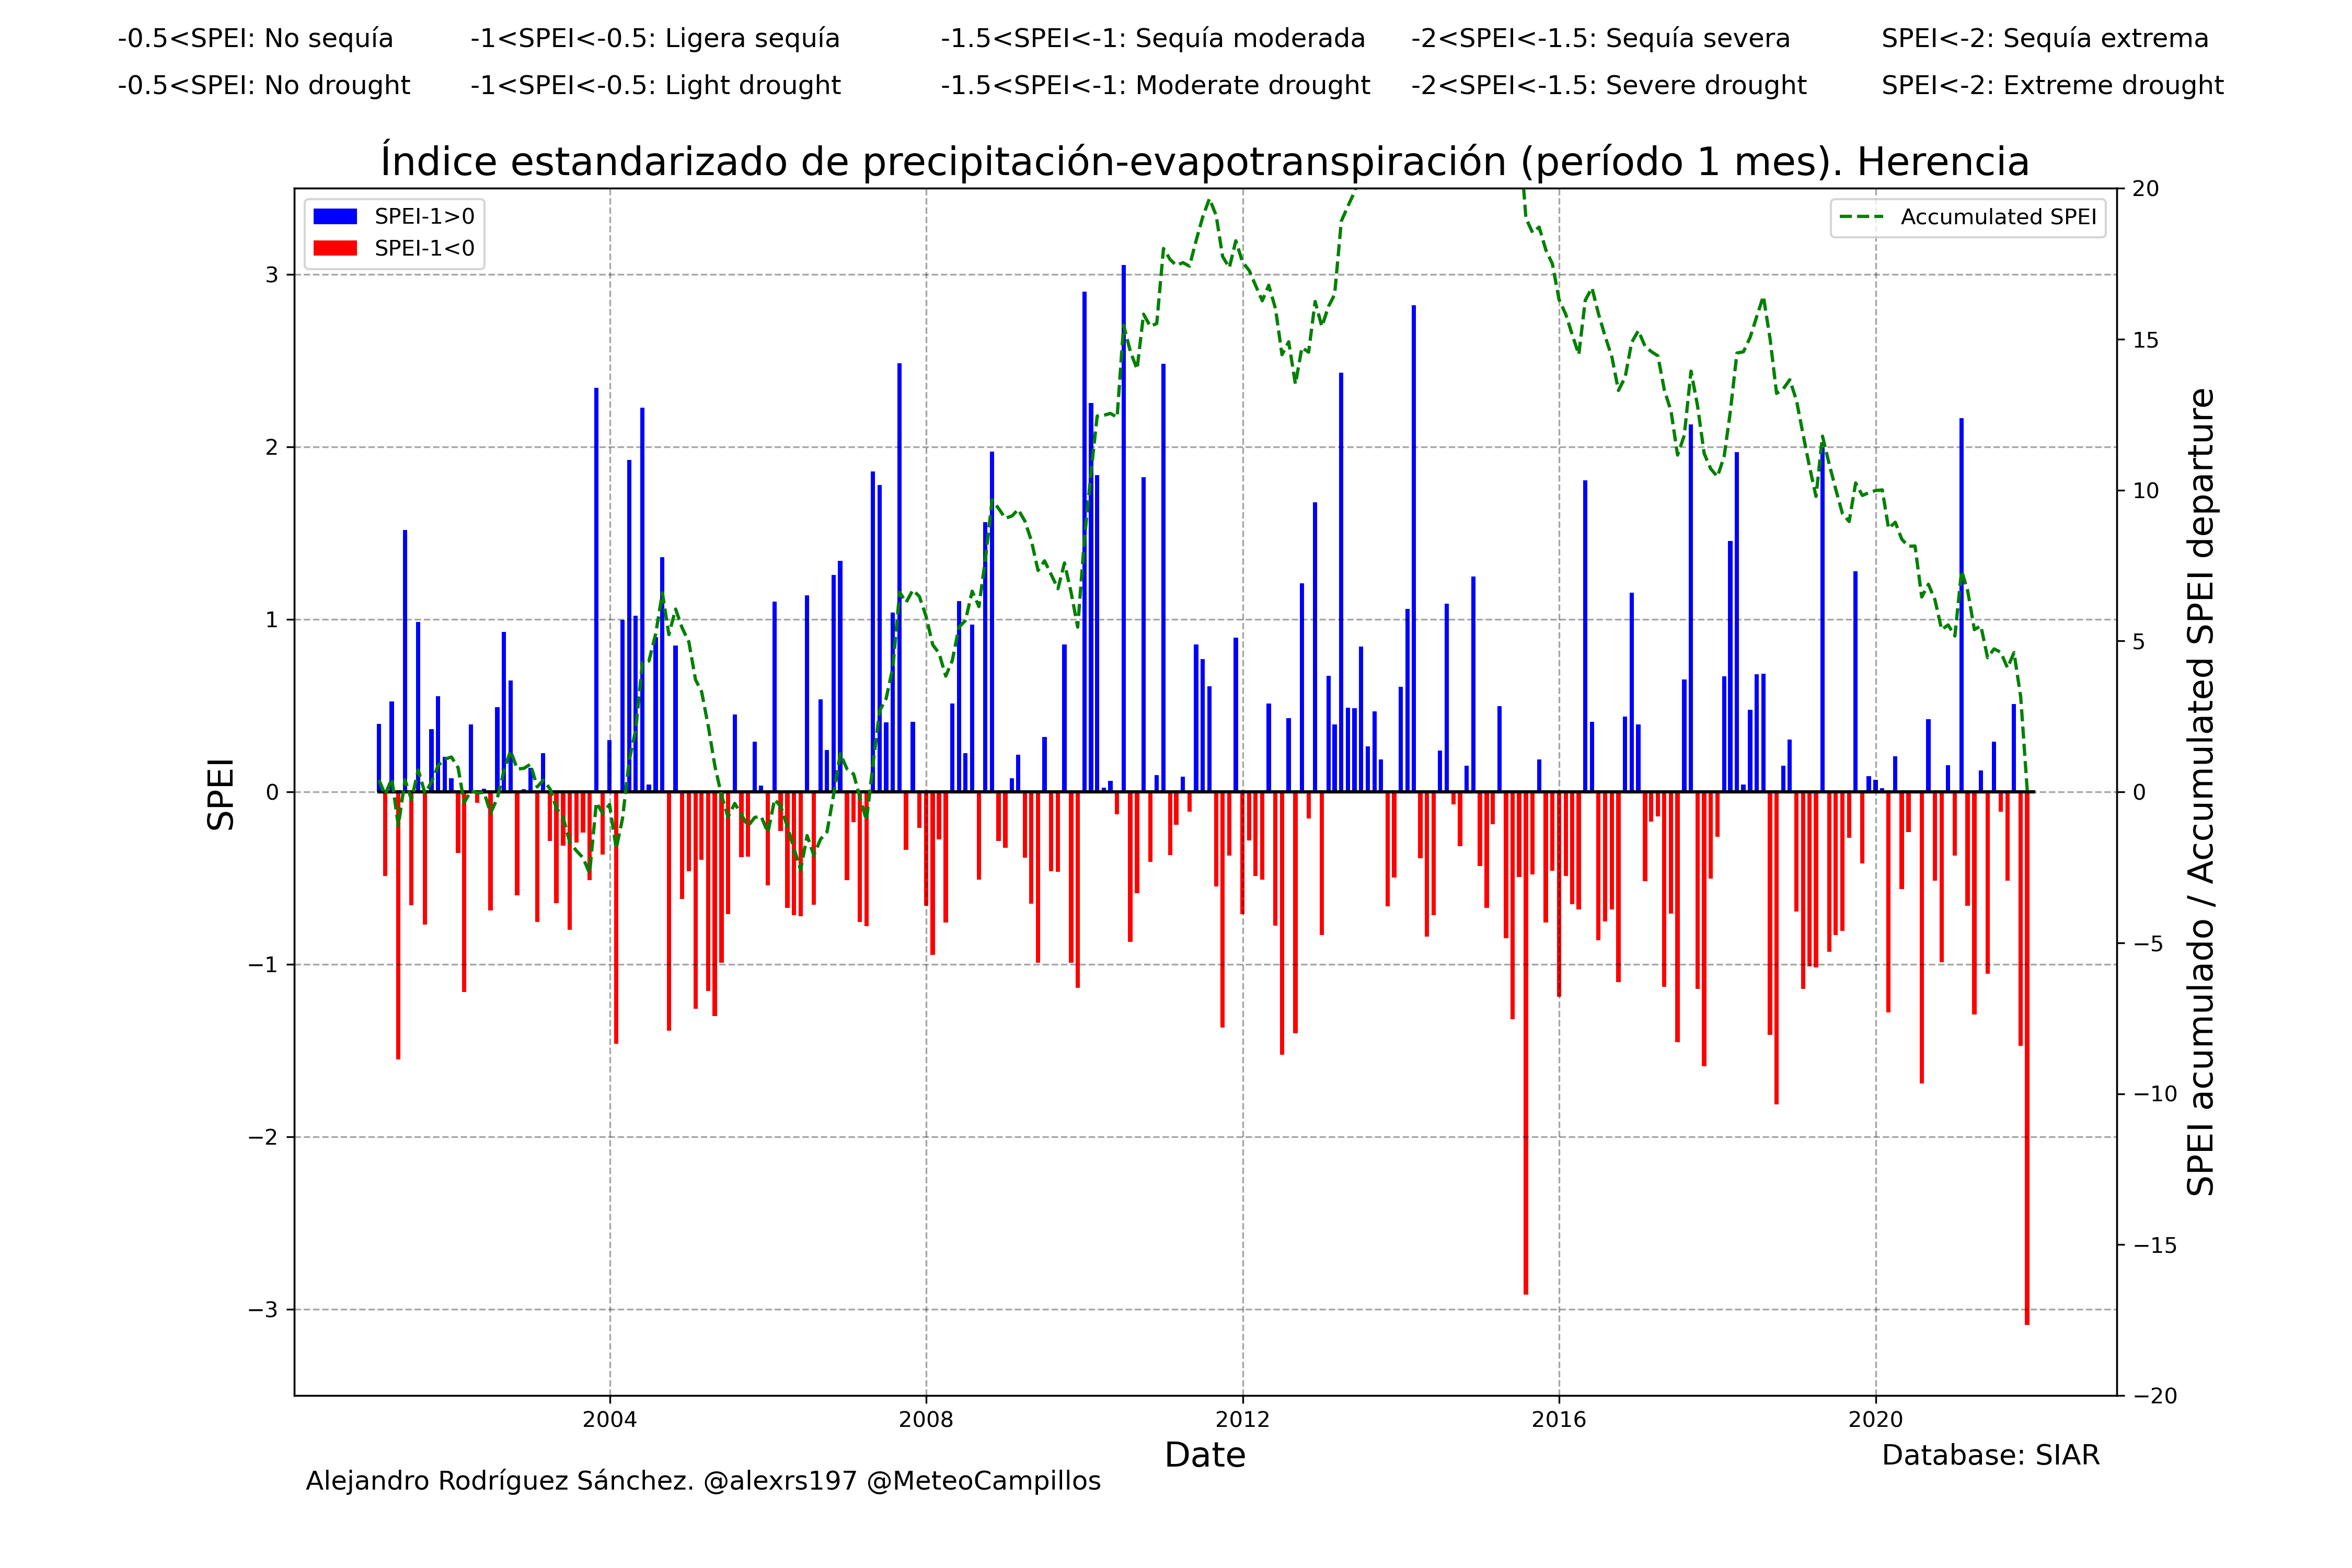 -0.5<SPEI: No sequía -1<SPEI<-0.5: Ligera sequía -1.5<SPEI<-1: Sequía moderada -2<SPEI<-1.5: Sequía severa SPEI<-2: Sequía extrema
-0.5<SPEI: No drought -1<SPEI<-0.5: Light drought -1.5<SPEI<-1: Moderate drought -2<SPEI<-1.5: Severe drought SPEI<-2: Extreme drought
Índice estandarizado de precipitación-evapotranspiración (período 1 mes). Herencia
SPEI-1>0
SPEI-1<0
Accumulated SPEI
SPEI
3
2
1
0
−1
−2
−3
20
15
10
5
0
−5
−10
−15
−20
SPEI acumulado / Accumulated SPEI departure
2004 2008 2012 2016 2020
Date
Database: SIAR
Alejandro Rodríguez Sánchez. @alexrs197 @MeteoCampillos